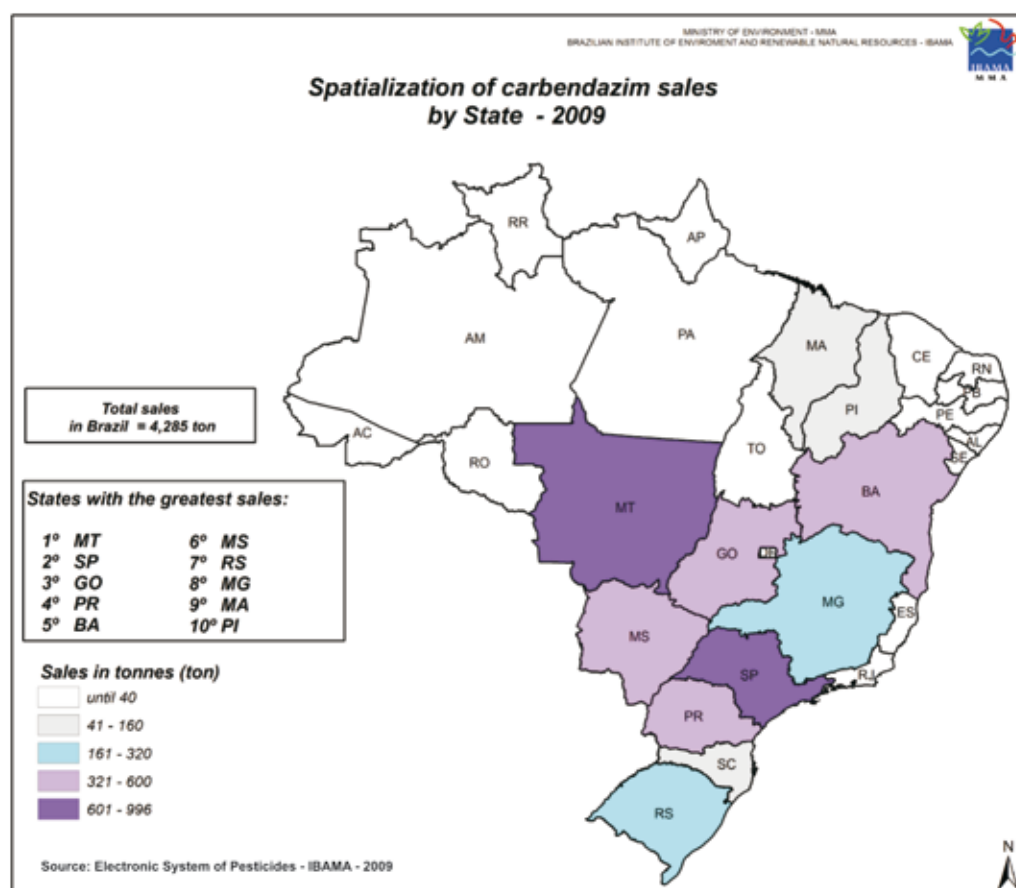 MINISTRY OF ENVIRONMENT - MMA
BRAZILIAN INSTITUTE OF ENVIROMENT AND RENEWABLE NATURAL RESOURCES - IBAMA
IBAMA
M M A
Spatialization of carbendazim sales
by State - 2009
RR
AP
AM
PA
MA
CE
RN
PB
PI
PE
AL
SE
AC
RO
TO
BA
MT
GO
DF
MG
ES
MS
SP
RJ
PR
SC
RS
Total sales
in Brazil = 4,285 ton
States with the greatest sales:
1º MT 6º MS
2º SP 7º RS
3º GO 8º MG
4º PR 9º MA
5º BA 10º PI
Sales in tonnes (ton)
until 40
41 - 160
161 - 320
321 - 600
601 - 996
Source: Electronic System of Pesticides - IBAMA - 2009
N